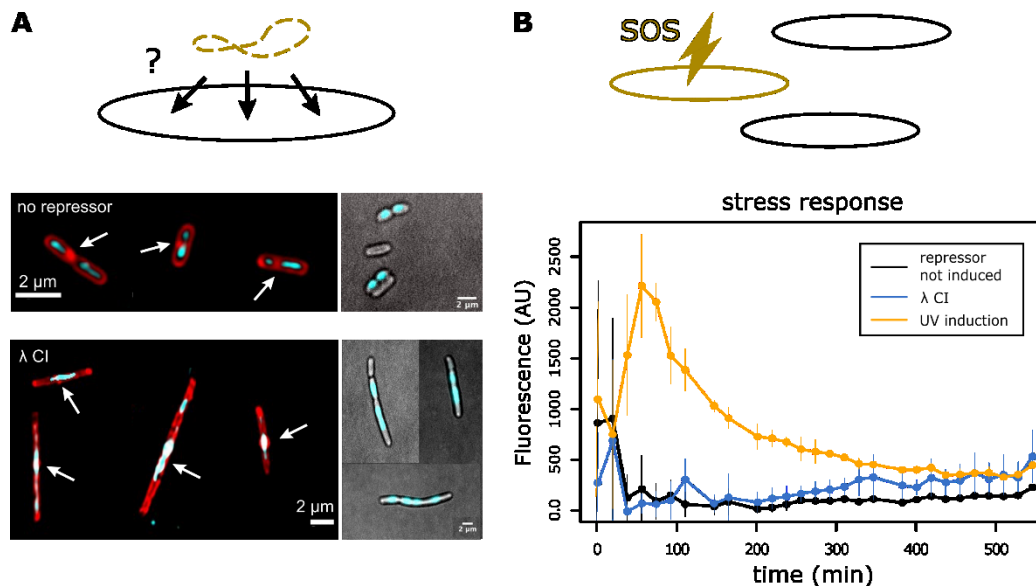 A
?
no repressor
2 µm
2 µm
λ CI
2 µm
2 µm
B
SOS
stress response
repressor
not induced
λ CI
UV induction
Fluorescence (AU)
2500
2000
1500
1000
500
0.0
0
100
200
300
400
500
time (min)